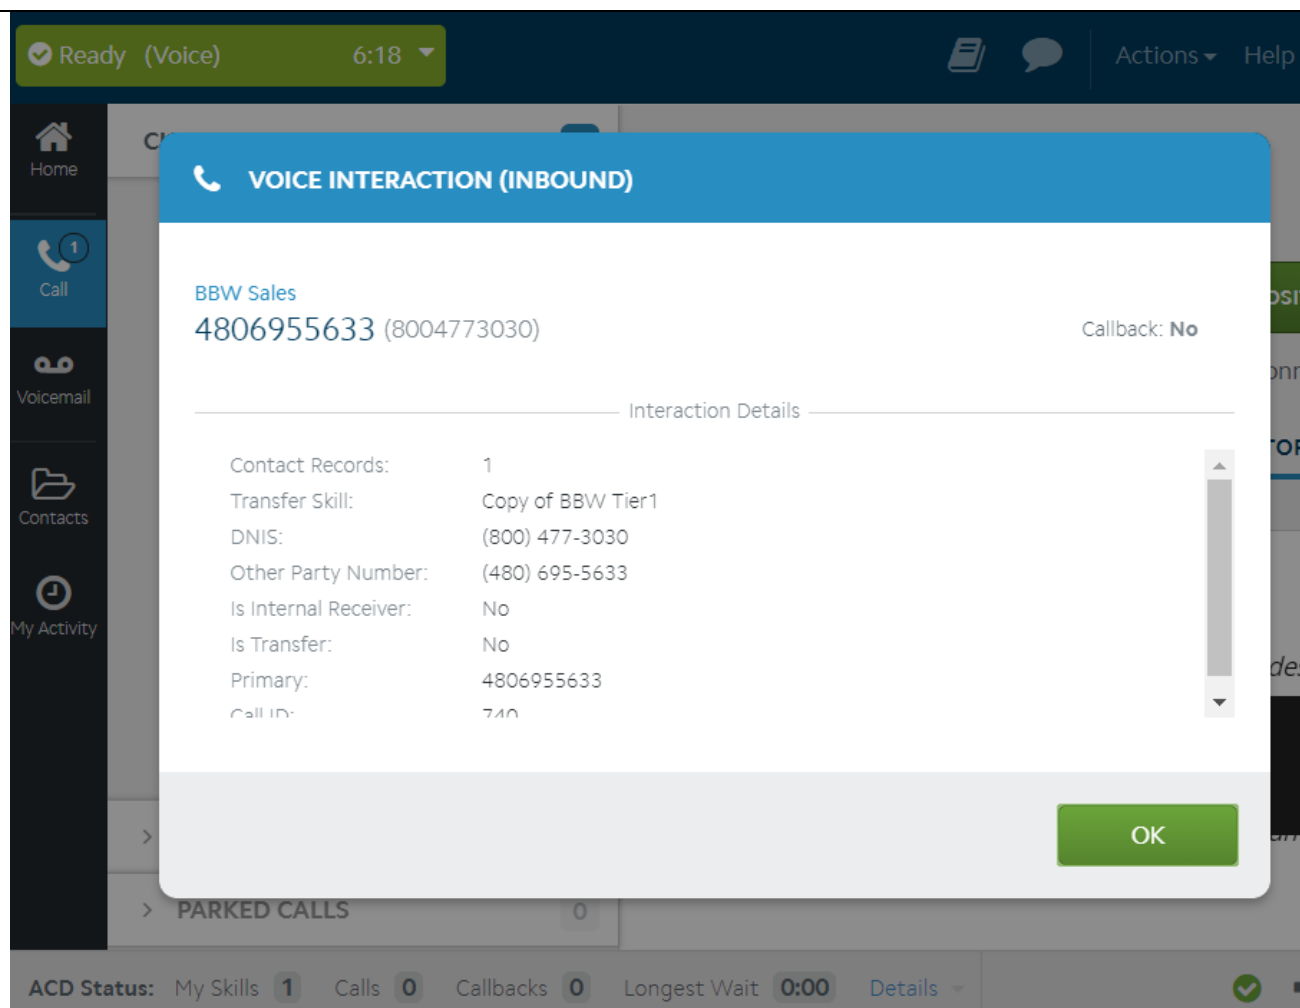 Ready (Voice) 6:18
Actions Help
Home
VOICE INTERACTION (INBOUND)
1
Call
BBW Sales
4806955633 (8004773030)
Callback: No
Voicemail
Interaction Details
Contact Records: 1
Transfer Skill: Copy of BBW Tier1
Contacts
DNIS: (800) 477-3030
Other Party Number: (480) 695-5633
Is Internal Receiver: No
My Activity
Is Transfer: No
Primary: 4806955633
Call ID: 740
OK
PARKED CALLS 0
ACD Status: My Skills 1 Calls 0 Callbacks 0 Longest Wait 0:00 Details